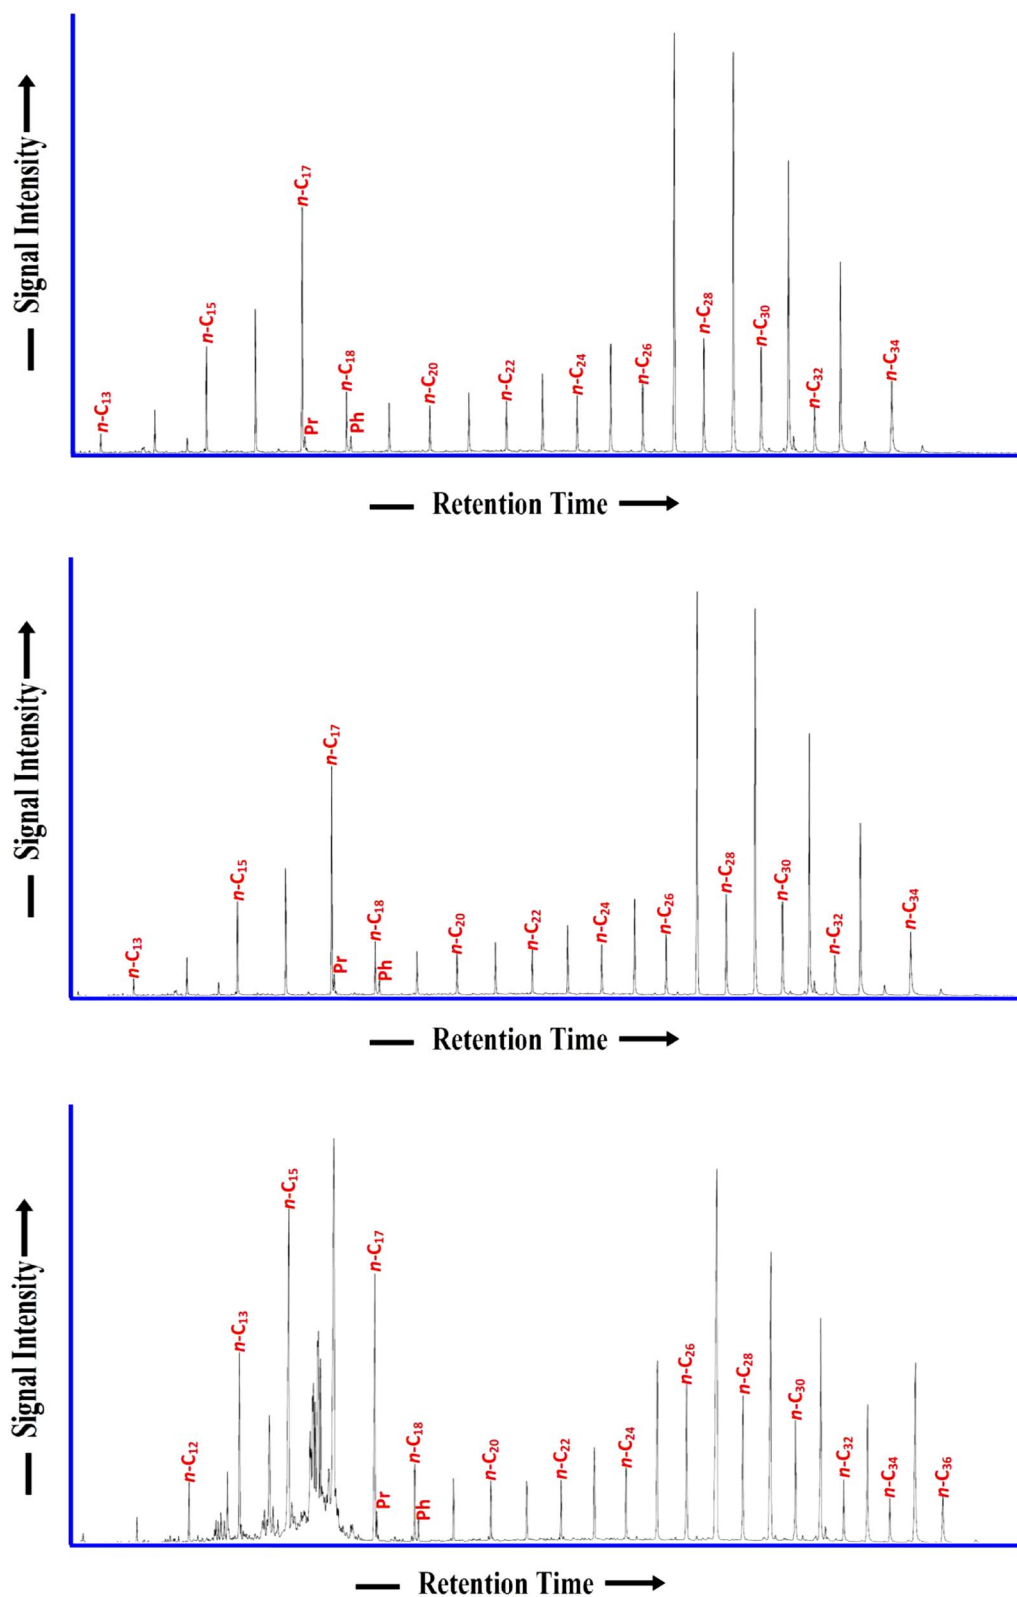 Signal Intensity
n-C13
n-C15
n-C17
Pr
n-C18
Ph
n-C20
n-C22
n-C24
n-C26
n-C28
n-C30
n-C32
n-C34
Retention Time
Signal Intensity
n-C13
n-C15
n-C17
Pr
n-C18
Ph
n-C20
n-C22
n-C24
n-C26
n-C28
n-C30
n-C32
n-C34
Retention Time
Signal Intensity
n-C12
n-C13
n-C15
n-C17
Pr
n-C18
Ph
n-C20
n-C22
n-C24
n-C26
n-C28
n-C30
n-C32
n-C34
n-C36
Retention Time